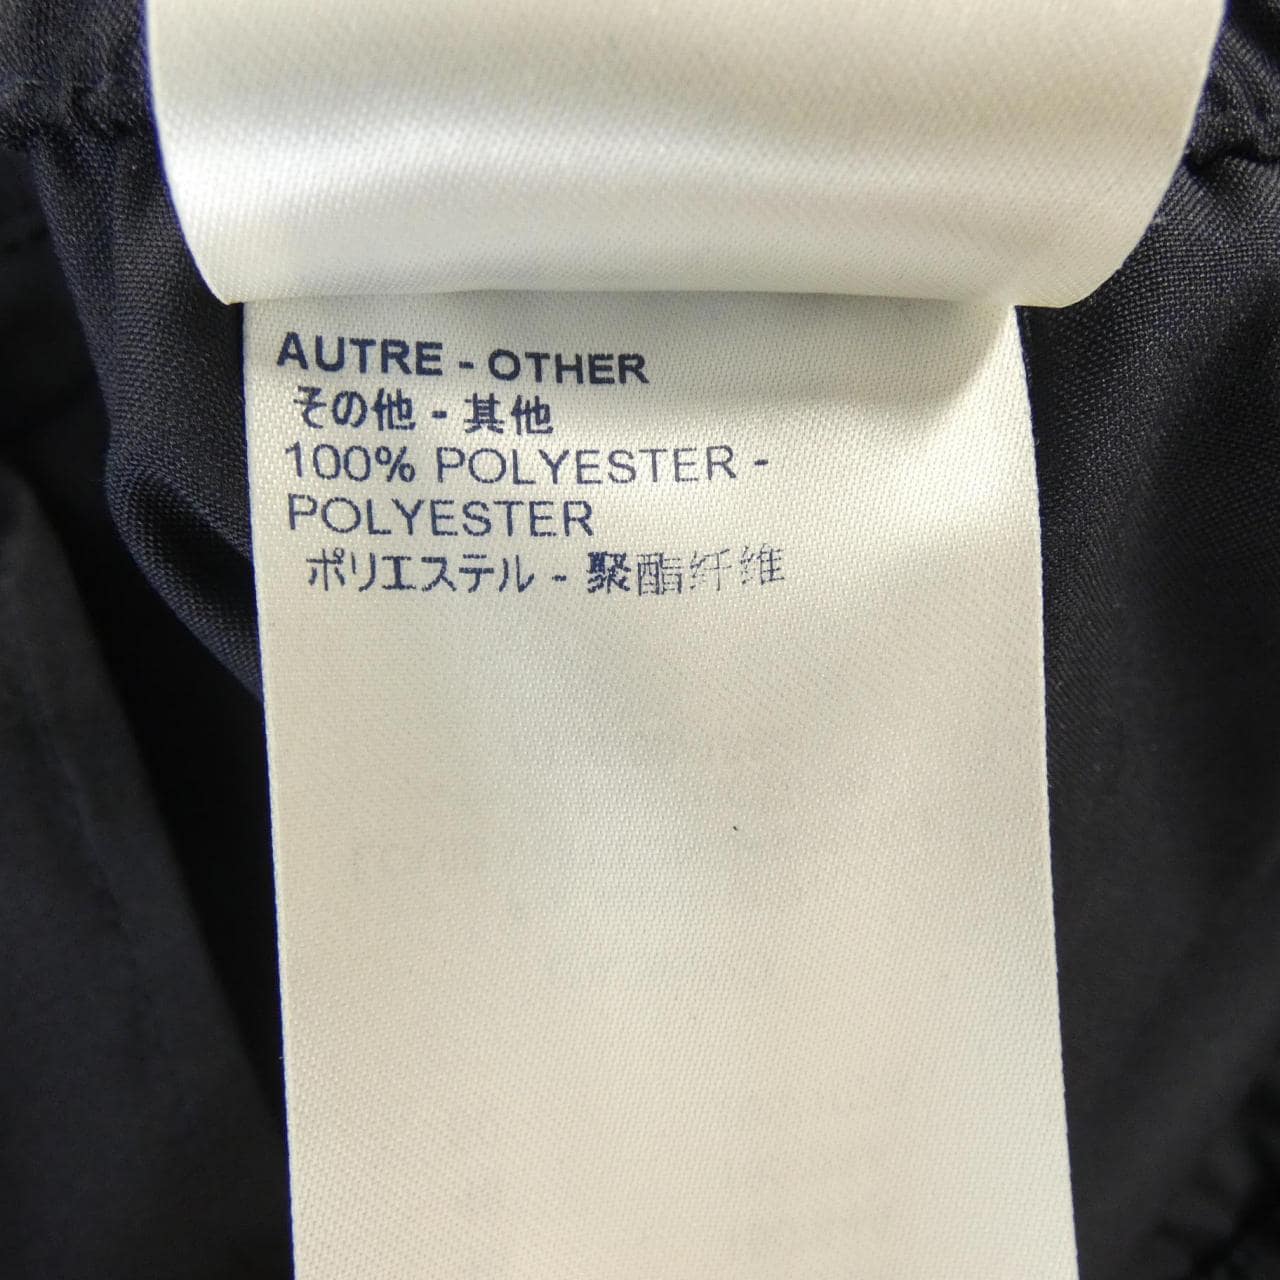 AUTRE - OTHER
その他 - 其他
100% POLYESTER -
POLYESTER
ポリエステル - 聚酯纤维